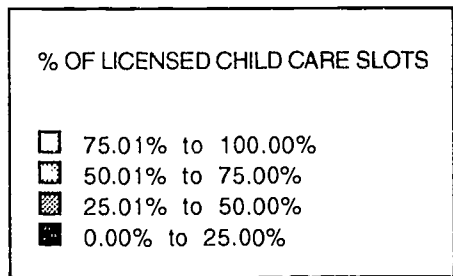 % OF LICENSED CHILD CARE SLOTS
75.01% to 100.00%
50.01% to 75.00%
25.01% to 50.00%
0.00% to 25.00%